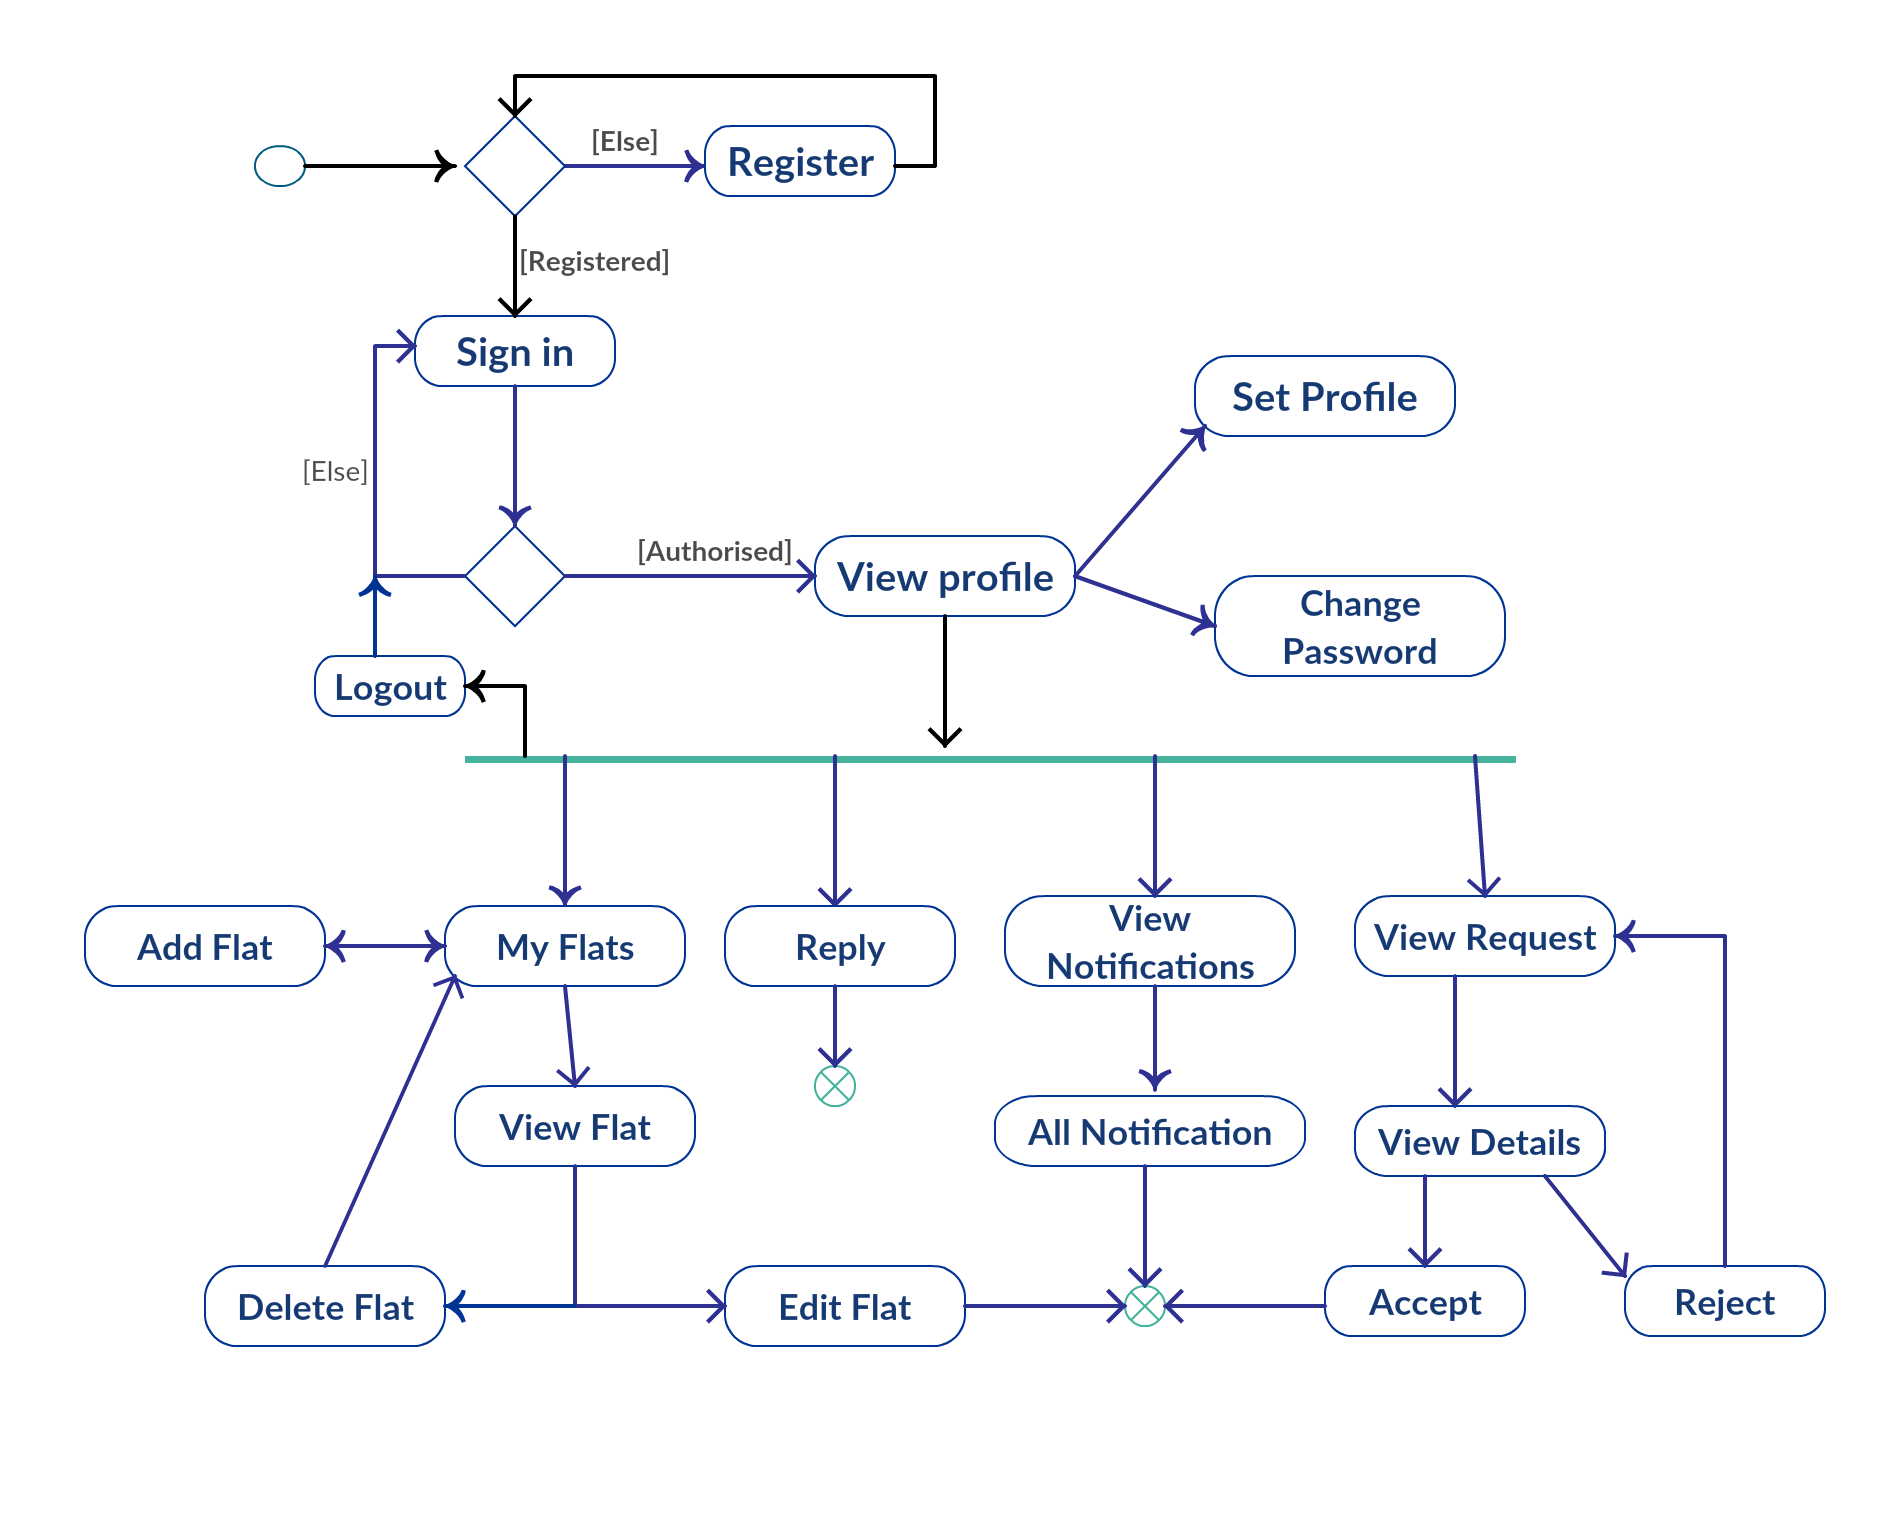 [Else]
Register
[Registered]
Sign in
Set Profile
[Else]
[Authorised]
View profile
Change
Password
Logout
Add Flat
My Flats
Reply
View
Notifications
View Request
View Flat
All Notification
View Details
Delete Flat
Edit Flat
Accept
Reject